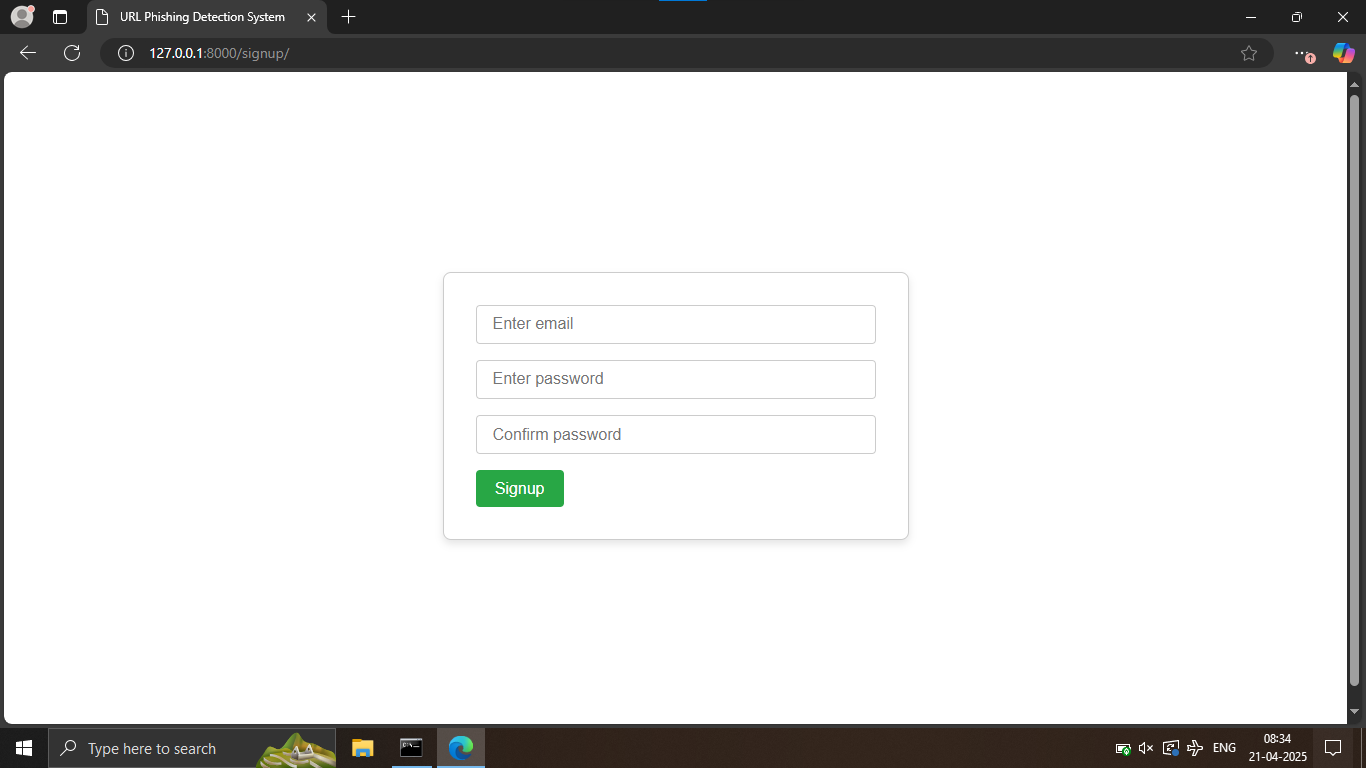 URL Phishing Detection System
127.0.0.1:8000/signup/
Enter email
Enter password
Confirm password
Signup
Type here to search
ENG
08:34
21-04-2025